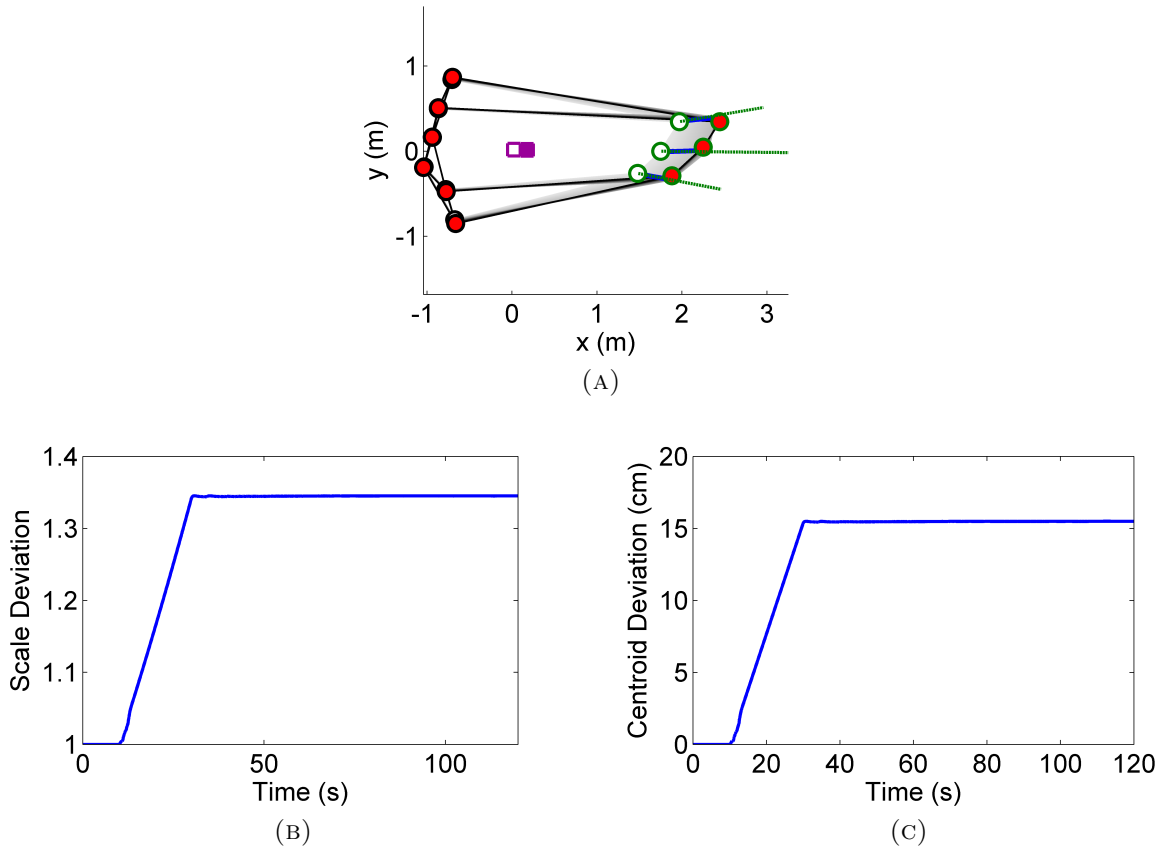 1
0
-1
y (m)
-1 0 1 2 3
x (m)
(A)
1.4
1.3
1.2
1.1
1
Scale Deviation
0 50 100
Time (s)
(B)
20
15
10
5
0
Centroid Deviation (cm)
0 20 40 60 80 100 120
Time (s)
(C)